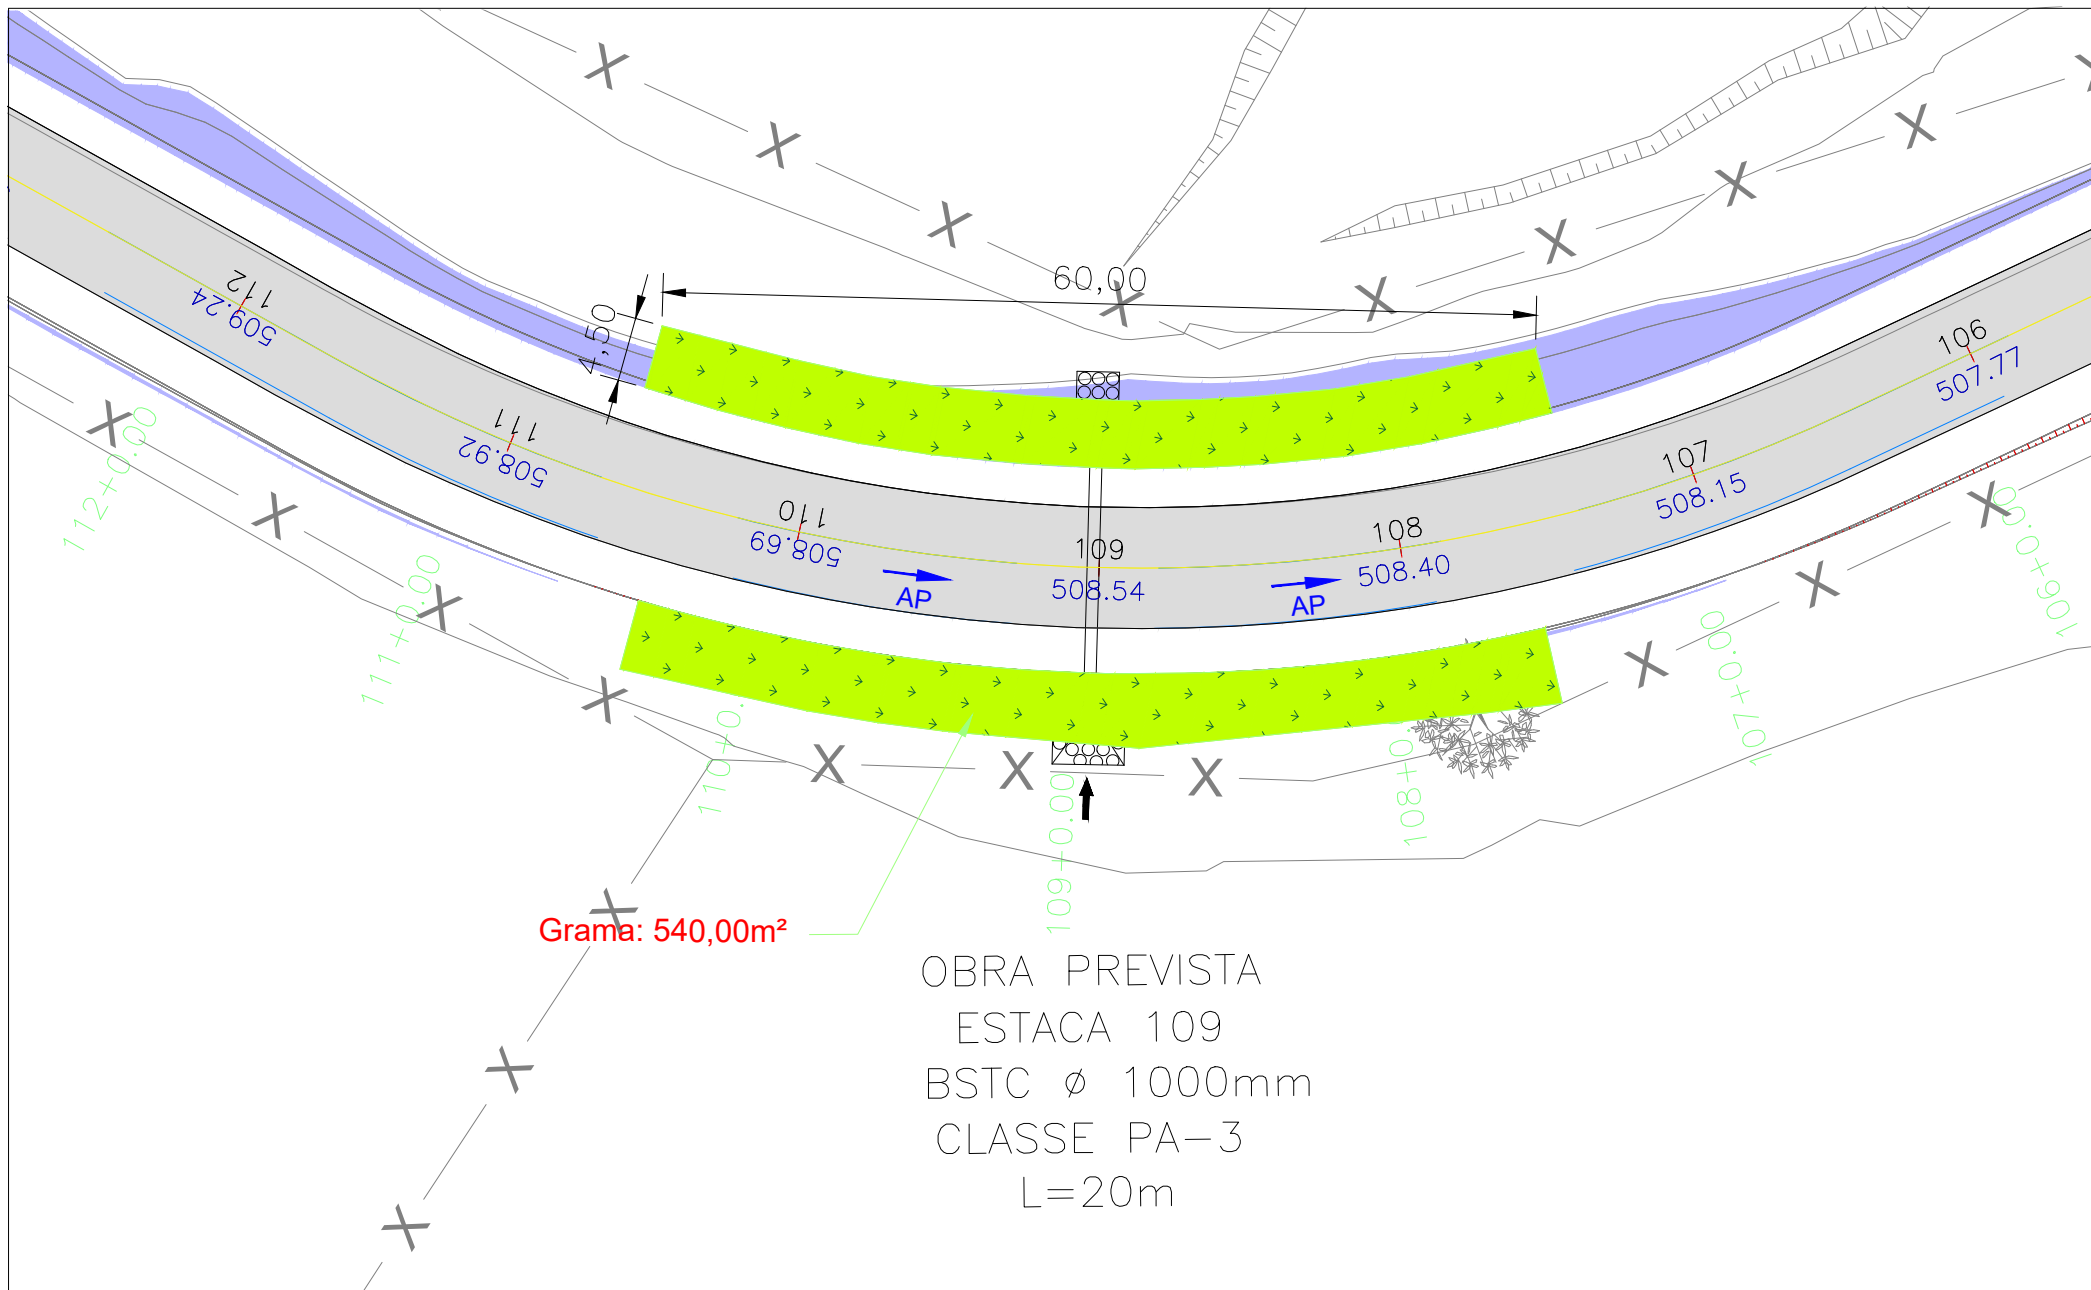 60,00
4,50
112
509.24
111
508.92
110
508.69
109
508.54
108
508.40
107
508.15
106
507.77
AP
AP
112+0.00
111+0.00
110+0.
109+0.00
108+0.
107+0.00
106+0.00
Grama: 540,00m²
OBRA PREVISTA
ESTACA 109
BSTC ø 1000mm
CLASSE PA-3
L=20m